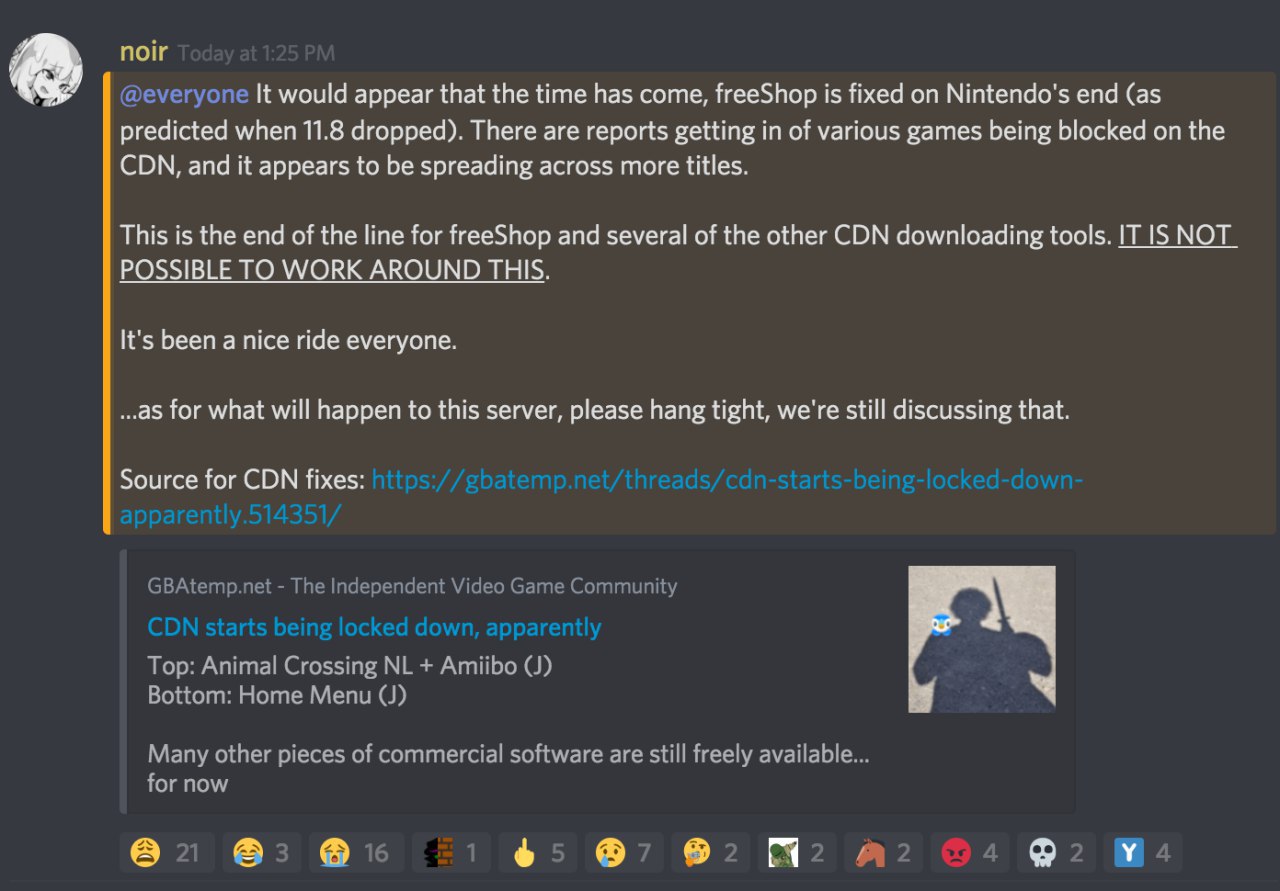 noir Today at 1:25 PM
@everyone It would appear that the time has come, freeShop is fixed on Nintendo's end (as
predicted when 11.8 dropped). There are reports getting in of various games being blocked on the
CDN, and it appears to be spreading across more titles.
This is the end of the line for freeShop and several of the other CDN downloading tools. IT IS NOT
POSSIBLE TO WORK AROUND THIS.
It's been a nice ride everyone.
...as for what will happen to this server, please hang tight, we're still discussing that.
Source for CDN fixes: https://gbatemp.net/threads/cdn-starts-being-locked-down-
apparently.514351/
GBAtemp.net - The Independent Video Game Community
CDN starts being locked down, apparently
Top: Animal Crossing NL + Amiibo (J)
Bottom: Home Menu (J)
Many other pieces of commercial software are still freely available...
for now
21 3 16 1 5 7 2 2 2 4 2 Y 4